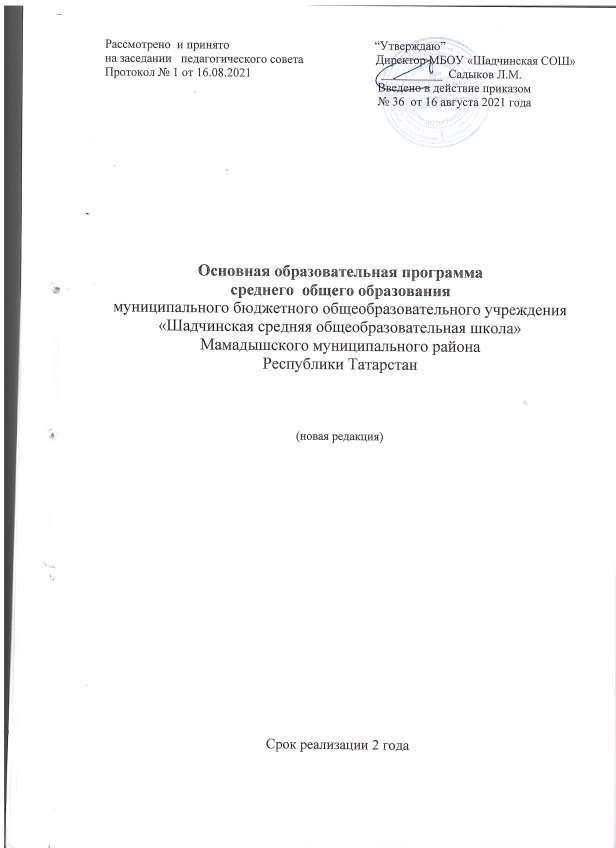 Рассмотрено и принято
на заседании педагогического совета
Протокол № 1 от 16.08.2021
“Утверждаю”
Директор МБОУ «Шадчинская СОШ»
Садыков Л.М.
Введено в действие приказом
№ 36 от 16 августа 2021 года
Основная образовательная программа
среднего общего образования
муниципального бюджетного общеобразовательного учреждения
«Шадчинская средняя общеобразовательная школа»
Мамадышского муниципального района
Республики Татарстан
(новая редакция)
Срок реализации 2 года